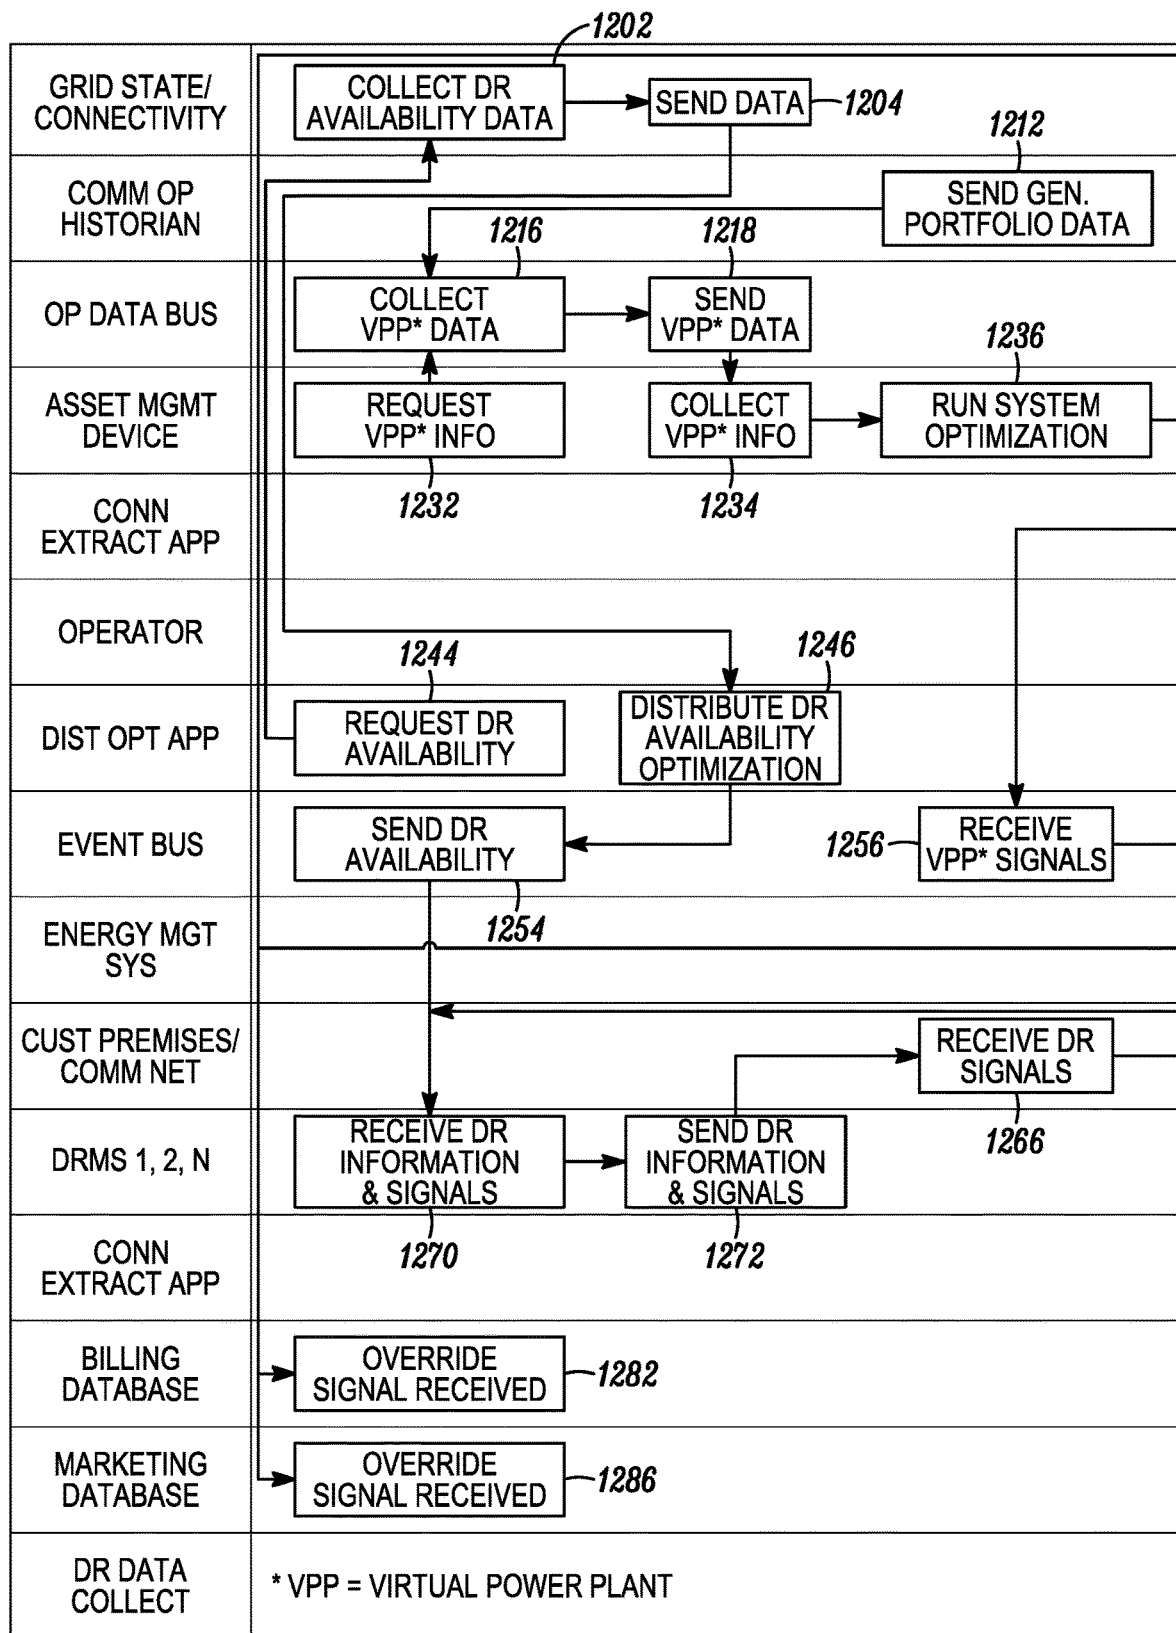 1202
GRID STATE/
CONNECTIVITY
COLLECT DR
AVAILABILITY DATA
SEND DATA
1204
1212
COMM OP
HISTORIAN
SEND GEN.
PORTFOLIO DATA
1216
1218
OP DATA BUS
COLLECT
VPP* DATA
SEND
VPP* DATA
1236
ASSET MGMT
DEVICE
REQUEST
VPP* INFO
COLLECT
VPP* INFO
RUN SYSTEM
OPTIMIZATION
1232
1234
CONN
EXTRACT APP
OPERATOR
1244
1246
DIST OPT APP
REQUEST DR
AVAILABILITY
DISTRIBUTE DR
AVAILABILITY
OPTIMIZATION
EVENT BUS
SEND DR
AVAILABILITY
1256
RECEIVE
VPP* SIGNALS
1254
ENERGY MGT
SYS
CUST PREMISES/
COMM NET
RECEIVE DR
SIGNALS
1266
DRMS 1, 2, N
RECEIVE DR
INFORMATION
& SIGNALS
SEND DR
INFORMATION
& SIGNALS
1270
1272
CONN
EXTRACT APP
BILLING
DATABASE
OVERRIDE
SIGNAL RECEIVED
1282
MARKETING
DATABASE
OVERRIDE
SIGNAL RECEIVED
1286
DR DATA
COLLECT
* VPP = VIRTUAL POWER PLANT